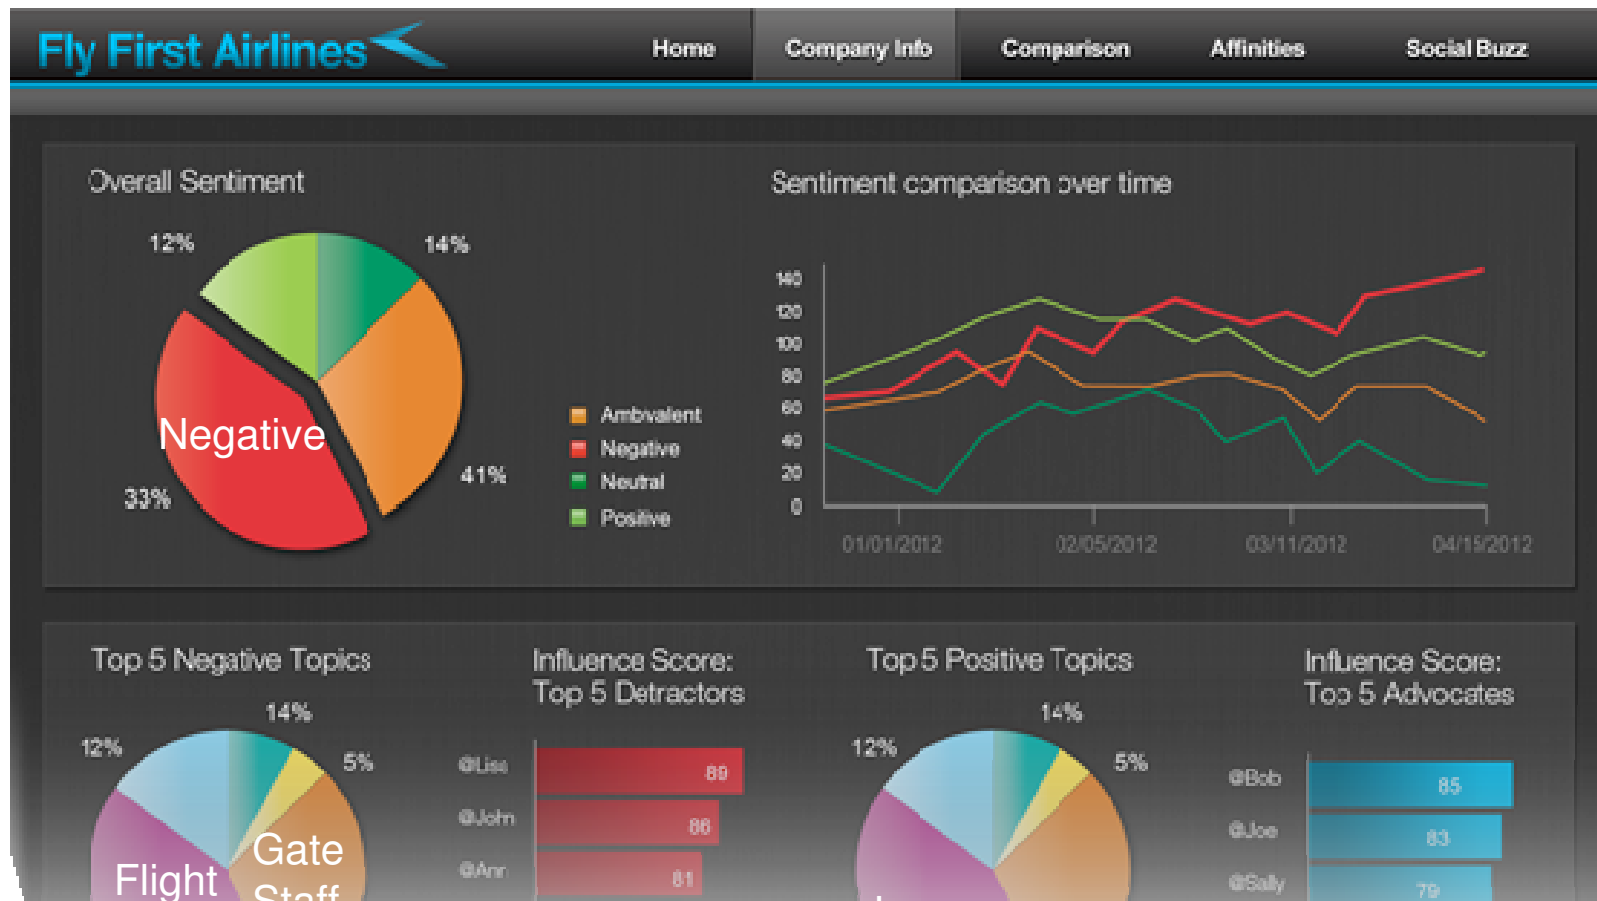 Fly First Airlines
Home
Company Info
Comparison
Affinities
Social Buzz
Overall Sentiment
12%
14%
Negative
33%
41%
Ambivalent
Negative
Neutral
Positive
Sentiment comparison over time
140
120
100
80
60
40
20
0
01/01/2012
02/05/2012
03/11/2012
04/15/2012
Top 5 Negative Topics
14%
12%
5%
Gate
Staff
Flight
Influence Score:
Top 5 Detractors
@Lisa
89
@John
86
@Ann
81
Top 5 Positive Topics
14%
12%
5%
Influence Score:
Top 5 Advocates
@Bob
85
@Joe
83
@Sally
79